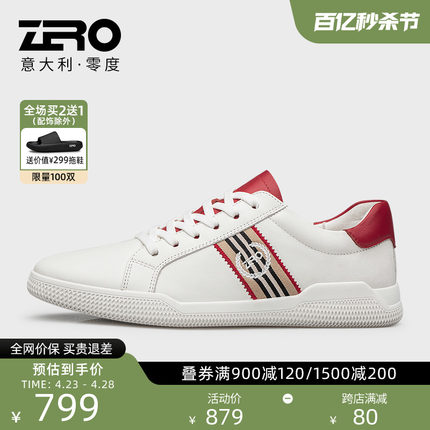 ZERO
意大利·零度
百亿秒杀节
全场买2送1
(配饰除外)
ZERO
送价值¥299拖鞋
限量100双
全网价保 买贵退差
预估到手价
TIME: 4.23 - 4.28
¥799
叠券满900减120/1500减200
活动价
¥879
跨店满减
¥80